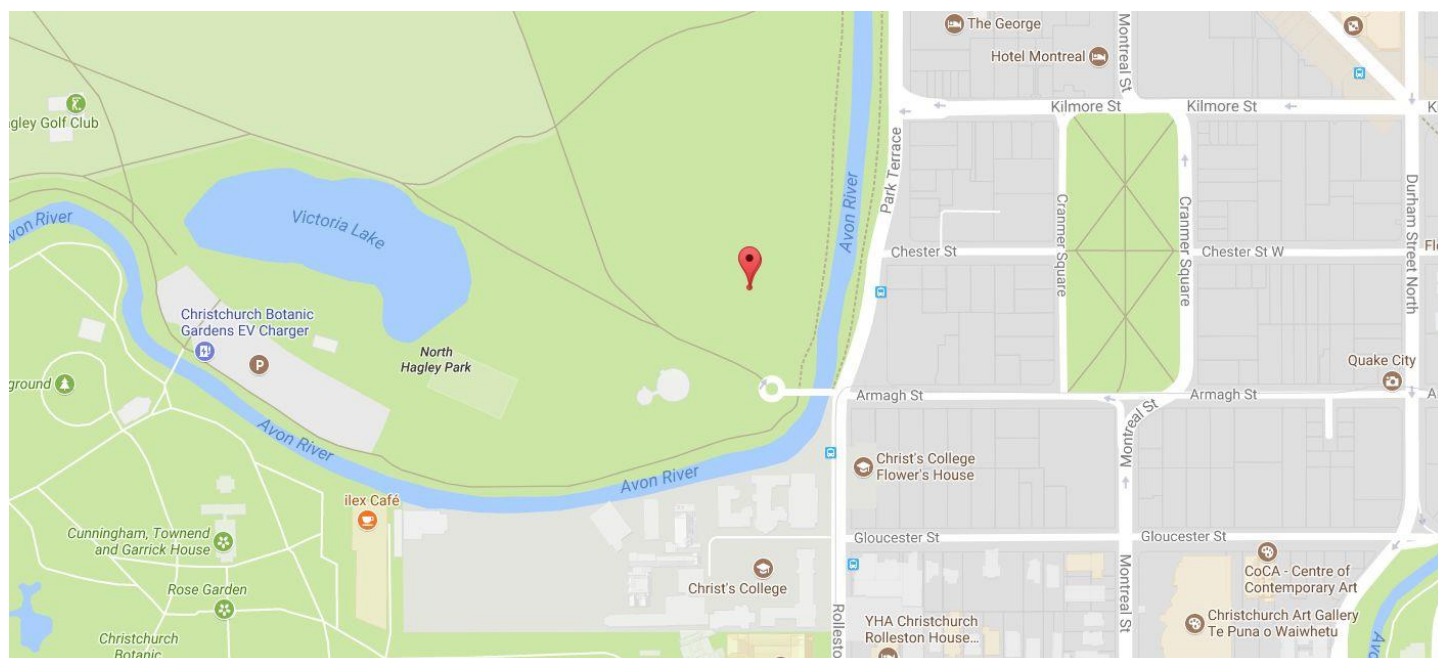 The George
Hotel Montreal
Montreal St
Kilmore St
Kilmore St
K
gley Golf Club
Park Terrace
Avon River
Durham Street North
Cranmer Square
Cranmer Square
Avon River
Victoria Lake
Chester St
Chester St W
Flo
Christchurch Botanic
Gardens EV Charger
P
North
Hagley Park
Quake City
ground
Armagh St
Armagh St
A
Montreal St
Avon River
Avon River
Christ's College
Flower's House
ilex Café
Cunningham, Townend
and Garrick House
Gloucester St
Gloucester St
Christ's College
CoCA - Centre of
Contemporary Art
Rose Garden
Montreal St
Rolleston
Christchurch Art Gallery
Te Puna o Waiwhetu
YHA Christchurch
Rolleston House...
Christchurch
Botanic
Avo